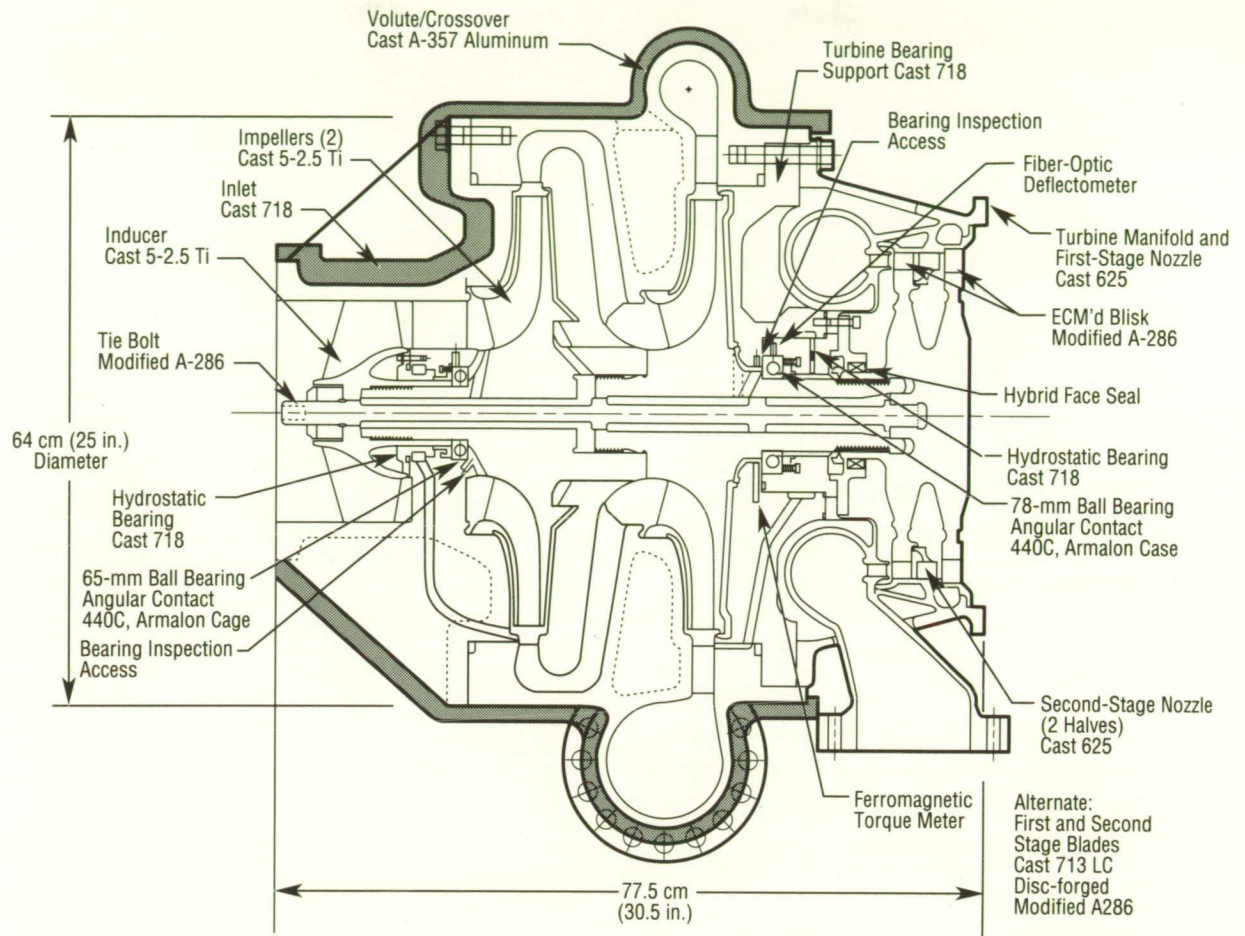 Volute/Crossover
Cast A-357 Aluminum
Turbine Bearing
Support Cast 718
Impellers (2)
Cast 5-2.5 Ti
Bearing Inspection
Access
Fiber-Optic
Deflectometer
Inlet
Cast 718
Inducer
Cast 5-2.5 Ti
Turbine Manifold and
First-Stage Nozzle
Cast 625
Tie Bolt
Modified A-286
ECM'd Blisk
Modified A-286
Hybrid Face Seal
64 cm (25 in.)
Diameter
Hydrostatic Bearing
Cast 718
Hydrostatic
Bearing
Cast 718
78-mm Ball Bearing
Angular Contact
440C, Armalon Case
65-mm Ball Bearing
Angular Contact
440C, Armalon Cage
Bearing Inspection
Access
Second-Stage Nozzle
(2 Halves)
Cast 625
Ferromagnetic
Torque Meter
Alternate:
First and Second
Stage Blades
Cast 713 LC
Disc-forged
Modified A286
77.5 cm
(30.5 in.)